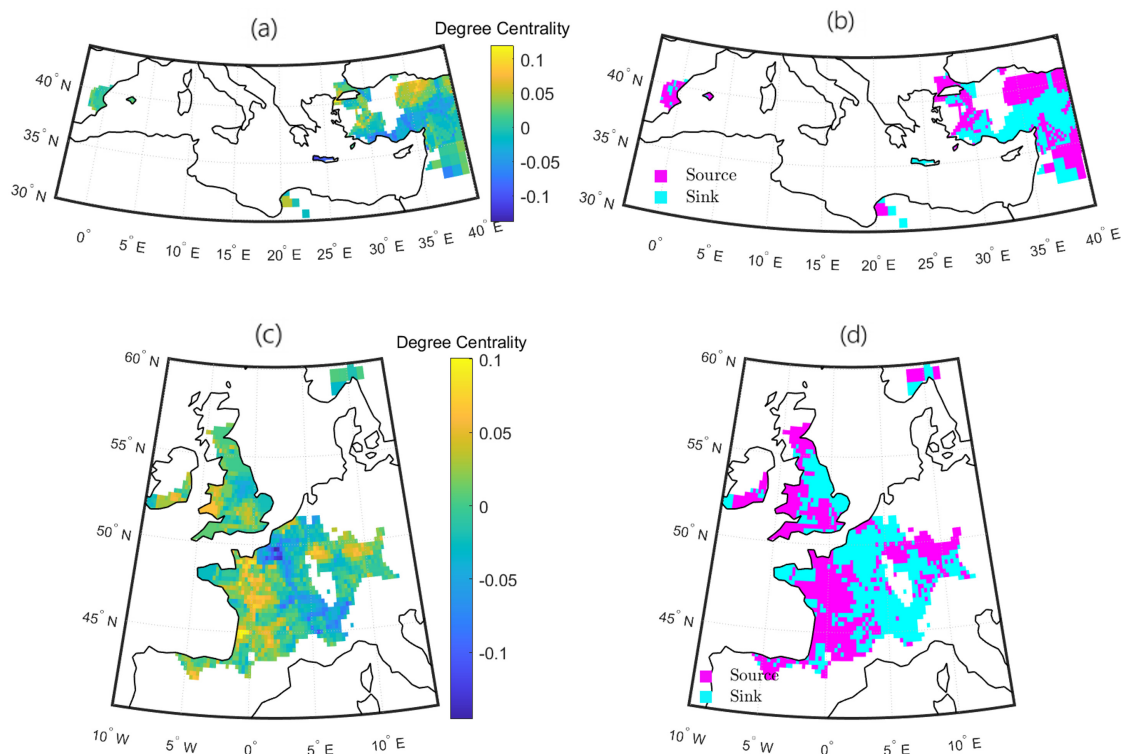 (a)
Degree Centrality
0.1
0.05
0
-0.05
-0.1
40° N
35° N
30° N
0°
5° E
10° E
15° E
20° E
25° E
30° E
35° E
40° E
(b)
40° N
35° N
30° N
Source
Sink
0°
5° E
10° E
15° E
20° E
25° E
30° E
35° E
40° E
(c)
Degree Centrality
0.1
0.05
0
-0.05
-0.1
60° N
55° N
50° N
45° N
10° W
5° W
0°
5° E
10° E
(d)
60° N
55° N
50° N
45° N
Source
Sink
10° W
5° W
0°
5° E
10° E